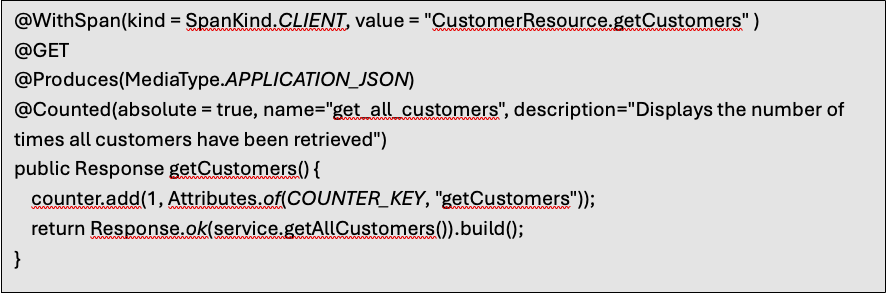 @WithSpan(kind = SpanKind.CLIENT, value = "CustomerResource.getCustomers" )
@GET
@Produces(MediaType.APPLICATION_JSON)
@Counted(absolute = true, name="get_all_customers", description="Displays the number of
times all customers have been retrieved")
public Response getCustomers() {
counter.add(1, Attributes.of(COUNTER_KEY, "getCustomers"));
return Response.ok(service.getAllCustomers()).build();
}